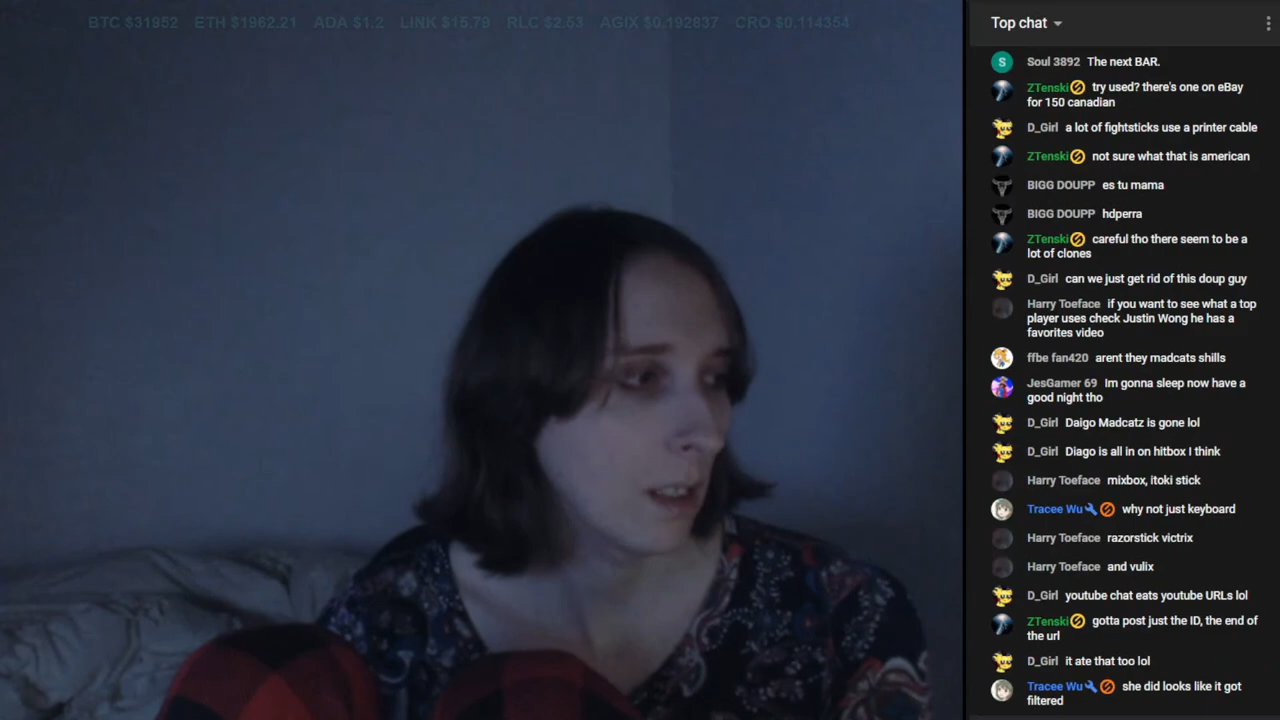 BTC $31952 ETH $1962.21 ADA $1.2 LINK $15.79 RLC $2.53 AGIX $0.192837 CRO $0.114354
Top chat
S Soul 3892 The next BAR.
ZTenski try used? there's one on eBay
for 150 canadian
D_Girl a lot of fightsticks use a printer cable
ZTenski not sure what that is american
BIGG DOUPP es tu mama
BIGG DOUPP hdperra
ZTenski careful tho there seem to be a
lot of clones
D_Girl can we just get rid of this doup guy
Harry Toeface if you want to see what a top
player uses check Justin Wong he has a
favorites video
ffbe fan420 arent they madcats shills
JesGamer 69 Im gonna sleep now have a
good night tho
D_Girl Daigo Madcatz is gone lol
D_Girl Diago is all in on hitbox I think
Harry Toeface mixbox, itoki stick
Tracee Wu why not just keyboard
Harry Toeface razorstick victrix
Harry Toeface and vulix
D_Girl youtube chat eats youtube URLs lol
ZTenski gotta post just the ID, the end of
the url
D_Girl it ate that too lol
Tracee Wu she did looks like it got
filtered